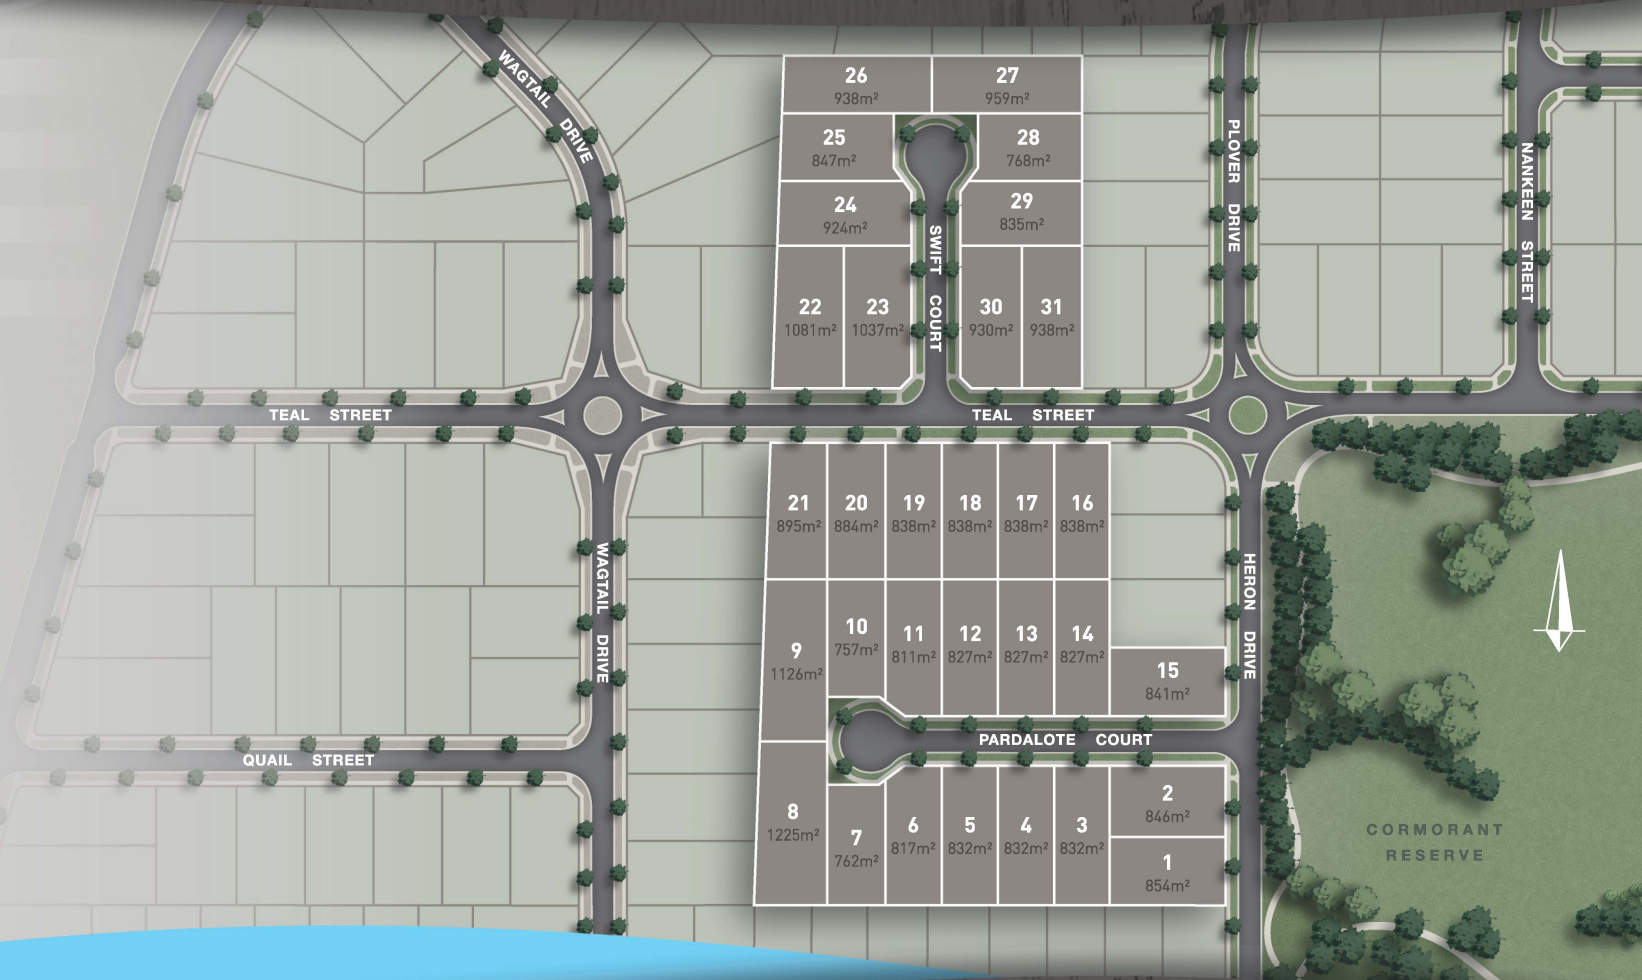 WAGTAIL DRIVE
26
938m²
27
959m²
25
847m²
28
768m²
24
924m²
29
835m²
22
1081m²
23
1037m²
30
930m²
31
938m²
SWIFT COURT
PLOVER DRIVE
NANKEEN STREET
TEAL STREET
TEAL STREET
21
895m²
20
884m²
19
838m²
18
838m²
17
838m²
16
838m²
9
1126m²
10
757m²
11
811m²
12
827m²
13
827m²
14
827m²
15
841m²
WAGTAIL DRIVE
HERON DRIVE
QUAIL STREET
PARDALOTE COURT
8
1225m²
7
762m²
6
817m²
5
832m²
4
832m²
3
832m²
2
846m²
1
854m²
CORMORANT
RESERVE